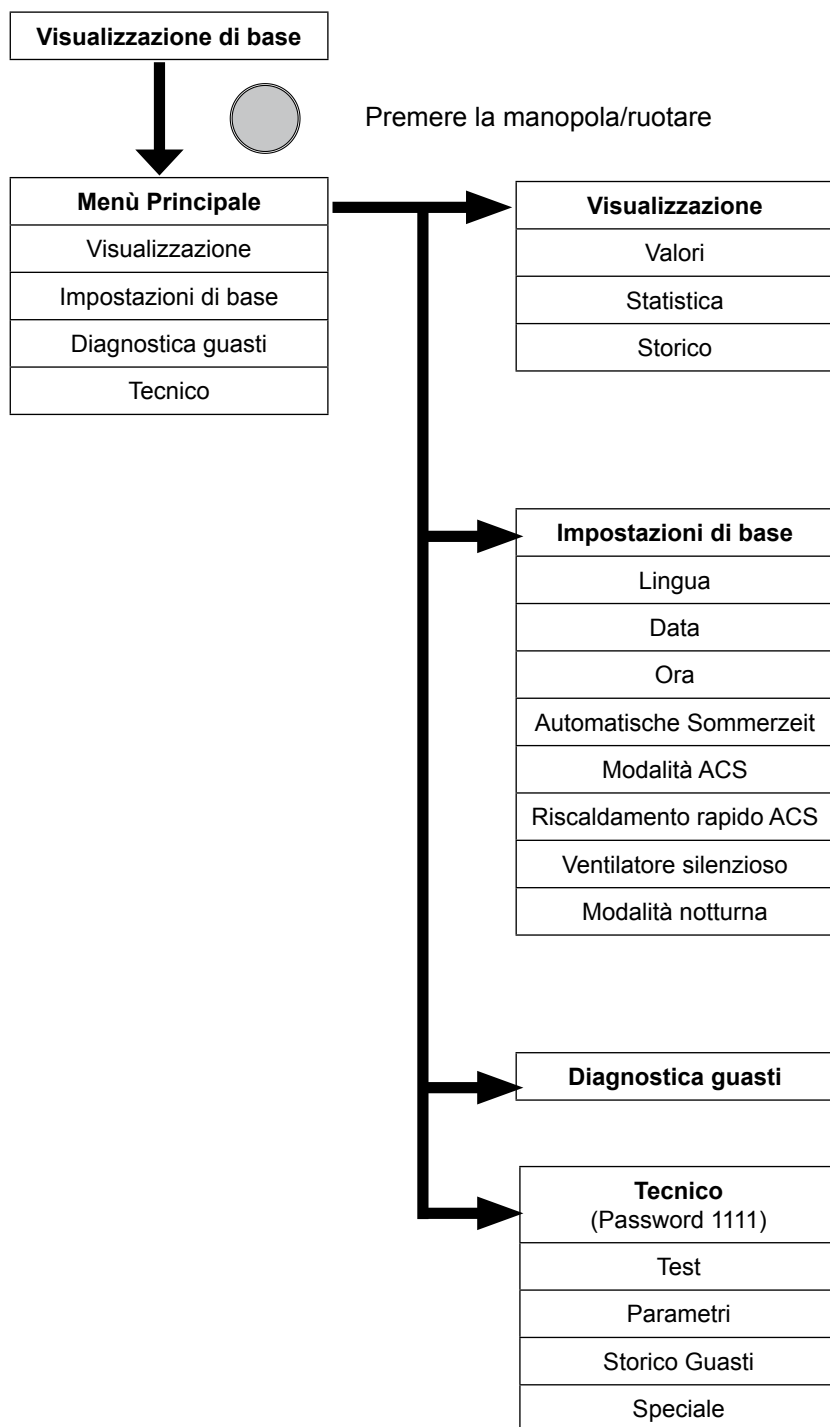 Visualizzazione di base
Premere la manopola/ruotare
Menù Principale
Visualizzazione
Impostazioni di base
Diagnostica guasti
Tecnico
Visualizzazione
Valori
Statistica
Storico
Impostazioni di base
Lingua
Data
Ora
Automatische Sommerzeit
Modalità ACS
Riscaldamento rapido ACS
Ventilatore silenzioso
Modalità notturna
Diagnostica guasti
Tecnico
(Password 1111)
Test
Parametri
Storico Guasti
Speciale